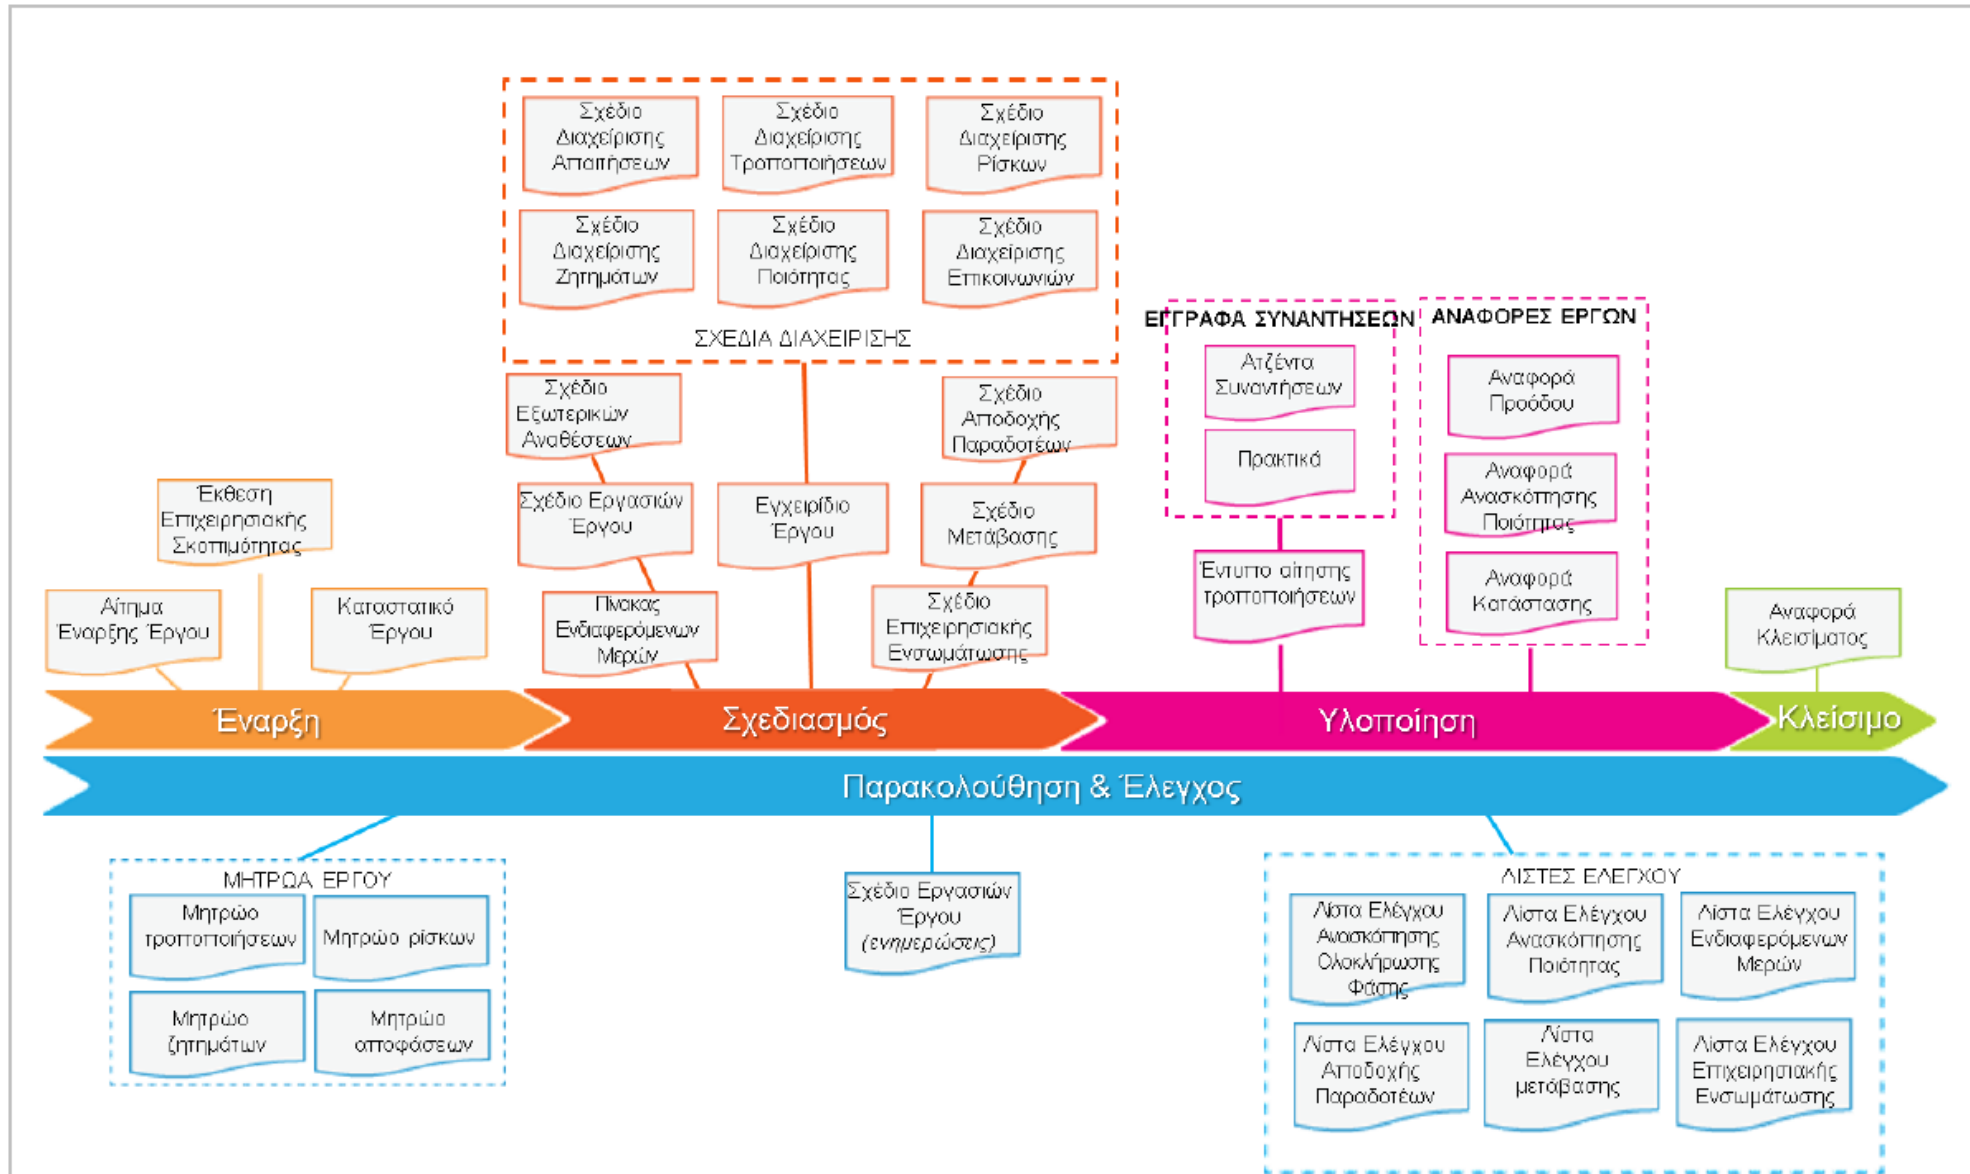 Σχέδιο
Διαχείρισης
Απαιτήσεων
Σχέδιο
Διαχείρισης
Τροποποιήσεων
Σχέδιο
Διαχείρισης
Ρίσκων
Σχέδιο
Διαχείρισης
Ζητημάτων
Σχέδιο
Διαχείρισης
Ποιότητας
Σχέδιο
Διαχείρισης
Επικοινωνιών
ΣΧΕΔΙΑ ΔΙΑΧΕΙΡΙΣΗΣ
Σχέδιο
Εξωτερικών
Αναθέσεων
Σχέδιο
Αποδοχής
Παραδοτέων
Σχέδιο Εργασιών
Έργου
Εγχειρίδιο
Έργου
Σχέδιο
Μετάβασης
Πίνακας
Ενδιαφερόμενων
Μερών
Σχέδιο
Επιχειρησιακής
Ενσωμάτωσης
ΕΓΓΡΑΦΑ ΣΥΝΑΝΤΗΣΕΩΝ
Ατζέντα
Συναντήσεων
Πρακτικά
Έντυπο αίτησης
τροποποιήσεων
ΑΝΑΦΟΡΕΣ ΕΡΓΩΝ
Αναφορά
Προόδου
Αναφορά
Ανασκόπησης
Ποιότητας
Αναφορά
Κατάστασης
Έκθεση
Επιχειρησιακής
Σκοπιμότητας
Αίτημα
Έναρξης Έργου
Καταστατικό
Έργου
Αναφορά
Κλεισίματος
Έναρξη
Σχεδιασμός
Υλοποίηση
Κλείσιμο
Παρακολούθηση & Έλεγχος
ΜΗΤΡΩΑ ΕΡΓΟΥ
Μητρώο
τροποποιήσεων
Μητρώο ρίσκων
Μητρώο
ζητημάτων
Μητρώο
αποφάσεων
Σχέδιο Εργασιών
Έργου
(ενημερώσεις)
ΛΙΣΤΕΣ ΕΛΕΓΧΟΥ
Λίστα Ελέγχου
Ανασκόπησης
Ολοκλήρωσης
Φάσης
Λίστα Ελέγχου
Ανασκόπησης
Ποιότητας
Λίστα Ελέγχου
Ενδιαφερόμενων
Μερών
Λίστα Ελέγχου
Αποδοχής
Παραδοτέων
Λίστα
Ελέγχου
μετάβασης
Λίστα Ελέγχου
Επιχειρησιακής
Ενσωμάτωσης